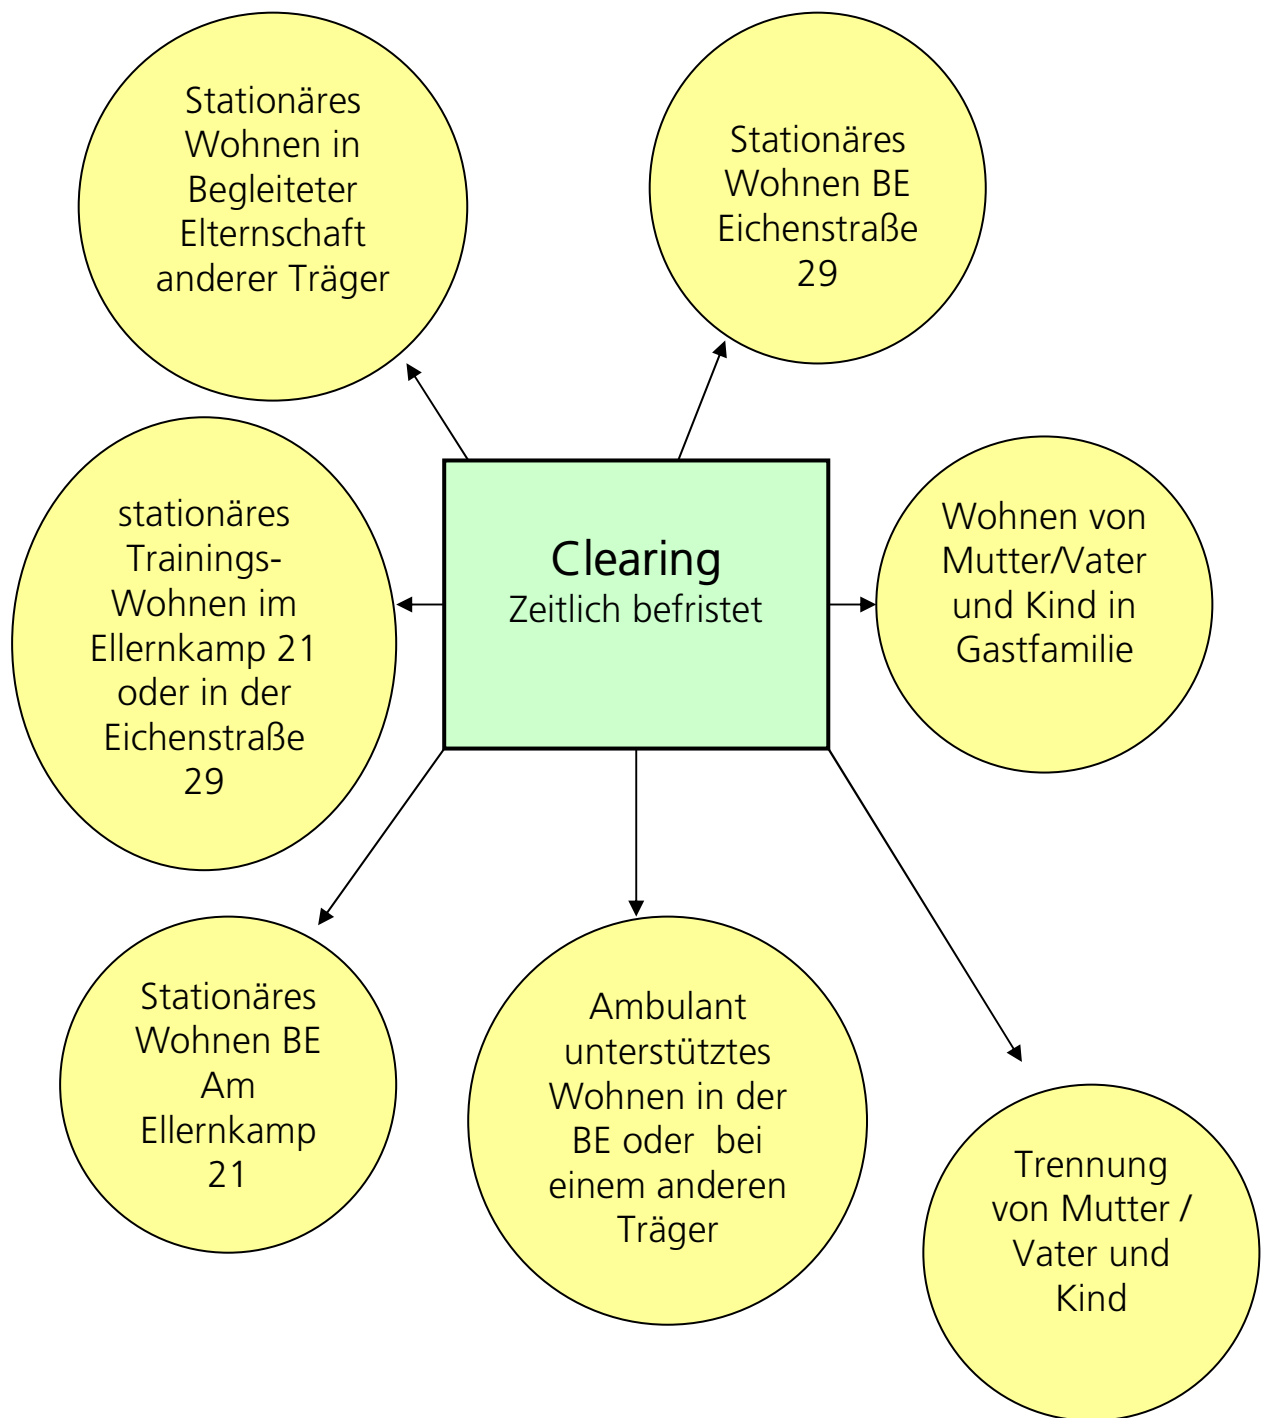 Stationäres
Wohnen in
Begleiteter
Elternschaft
anderer Träger
Stationäres
Wohnen BE
Eichenstraße
29
stationäres
Trainings-
Wohnen im
Ellernkamp 21
oder in der
Eichenstraße
29
Clearing
Zeitlich befristet
Wohnen von
Mutter/Vater
und Kind in
Gastfamilie
Stationäres
Wohnen BE
Am
Ellernkamp
21
Ambulant
unterstütztes
Wohnen in der
BE oder  bei
einem anderen
Träger
Trennung
von Mutter /
Vater und
Kind